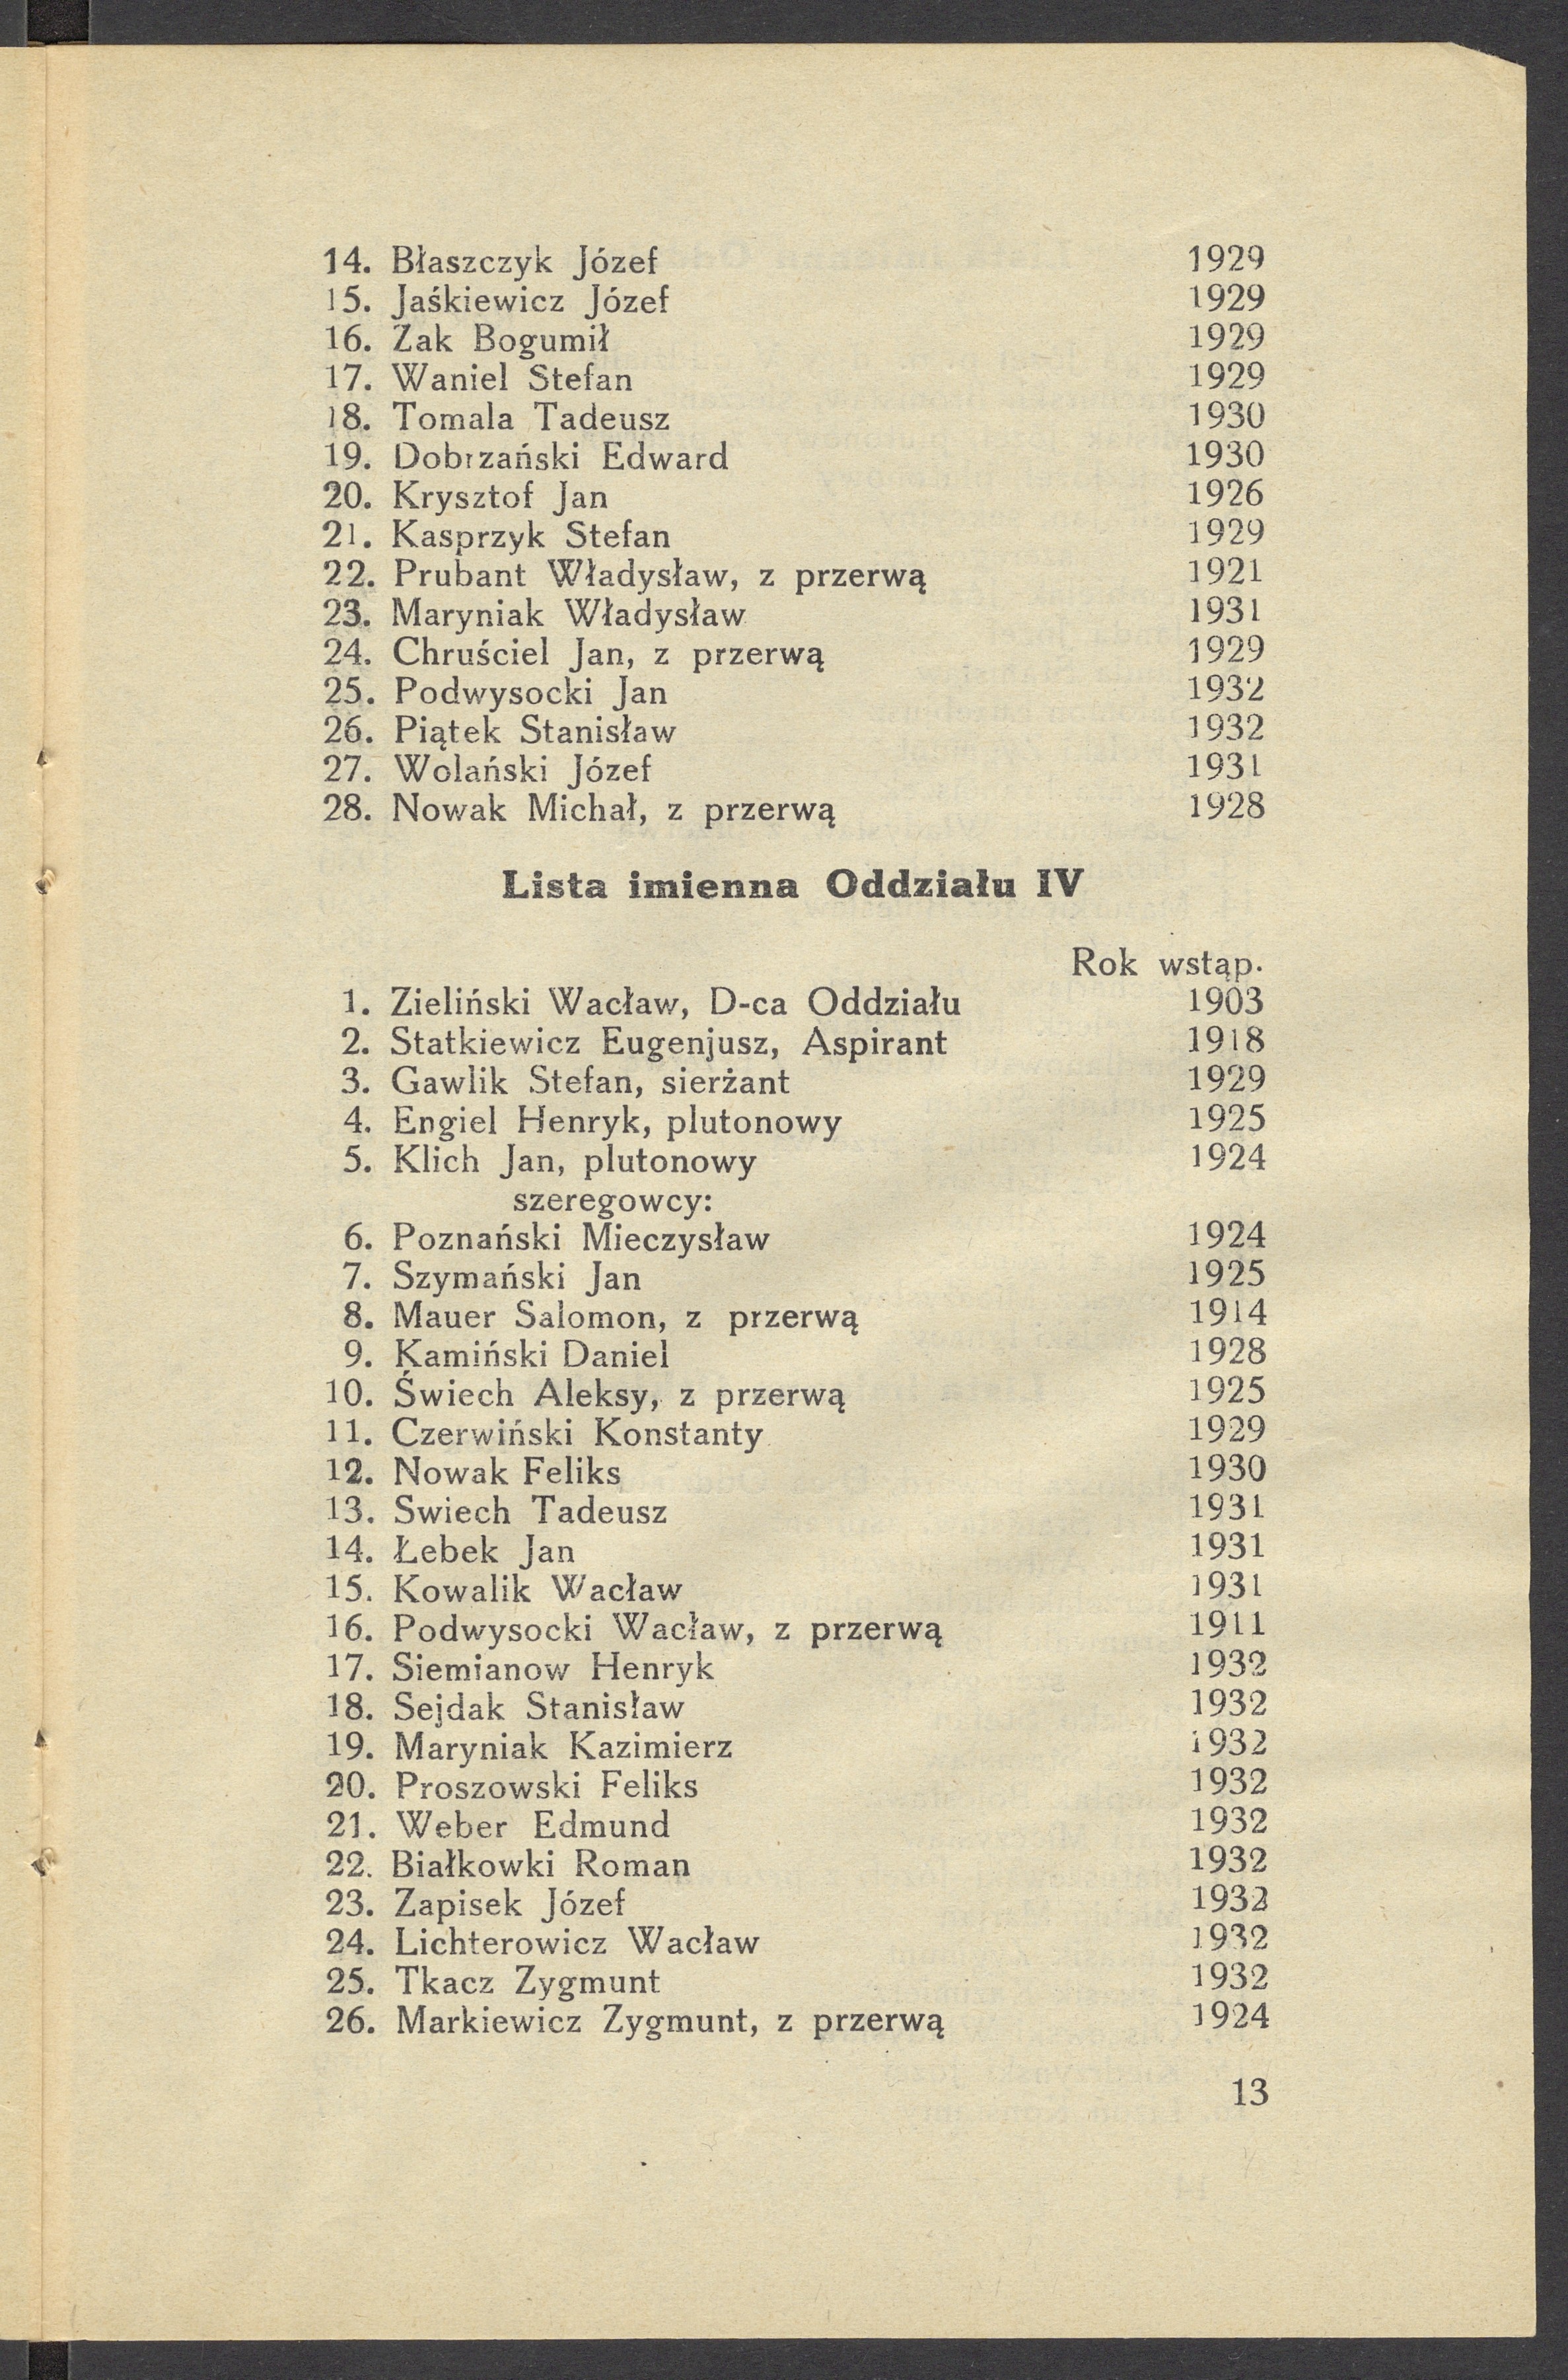 14. Błaszczyk Józef 1929
15. Jaśkiewicz Józef 1929
16. Zak Bogumił 1929
17. Waniel Stefan 1929
18. Tomala Tadeusz 1930
19. Dobrzański Edward 1930
20. Krysztof Jan 1926
21. Kasprzyk Stefan 1929
22. Prubant Władysław, z przerwą 1921
23. Maryniak Władysław 1931
24. Chruściel Jan, z przerwą 1929
25. Podwysocki Jan 1932
26. Piątek Stanisław 1932
27. Wolański Józef 1931
28. Nowak Michał, z przerwą 1928
Lista imienna Oddziału IV
Rok wstąp.
1. Zieliński Wacław, D-ca Oddziału 1903
2. Statkiewicz Eugenjusz, Aspirant 1918
3. Gawlik Stefan, sierżant 1929
4. Engiel Henryk, plutonowy 1925
5. Klich Jan, plutonowy 1924
szeregowcy:
6. Poznański Mieczysław 1924
7. Szymański Jan 1925
8. Mauer Salomon, z przerwą 1914
9. Kamiński Daniel 1928
10. Świech Aleksy, z przerwą 1925
11. Czerwiński Konstanty 1929
12. Nowak Feliks 1930
13. Swiech Tadeusz 1931
14. Łebek Jan 1931
15. Kowalik Wacław 1931
16. Podwysocki Wacław, z przerwą 1911
17. Siemianow Henryk 1932
18. Sejdak Stanisław 1932
19. Maryniak Kazimierz 1932
20. Proszowski Feliks 1932
21. Weber Edmund 1932
22. Białkowki Roman 1932
23. Zapisek Józef 1932
24. Lichterowicz Wacław 1932
25. Tkacz Zygmunt 1932
26. Markiewicz Zygmunt, z przerwą 1924
13